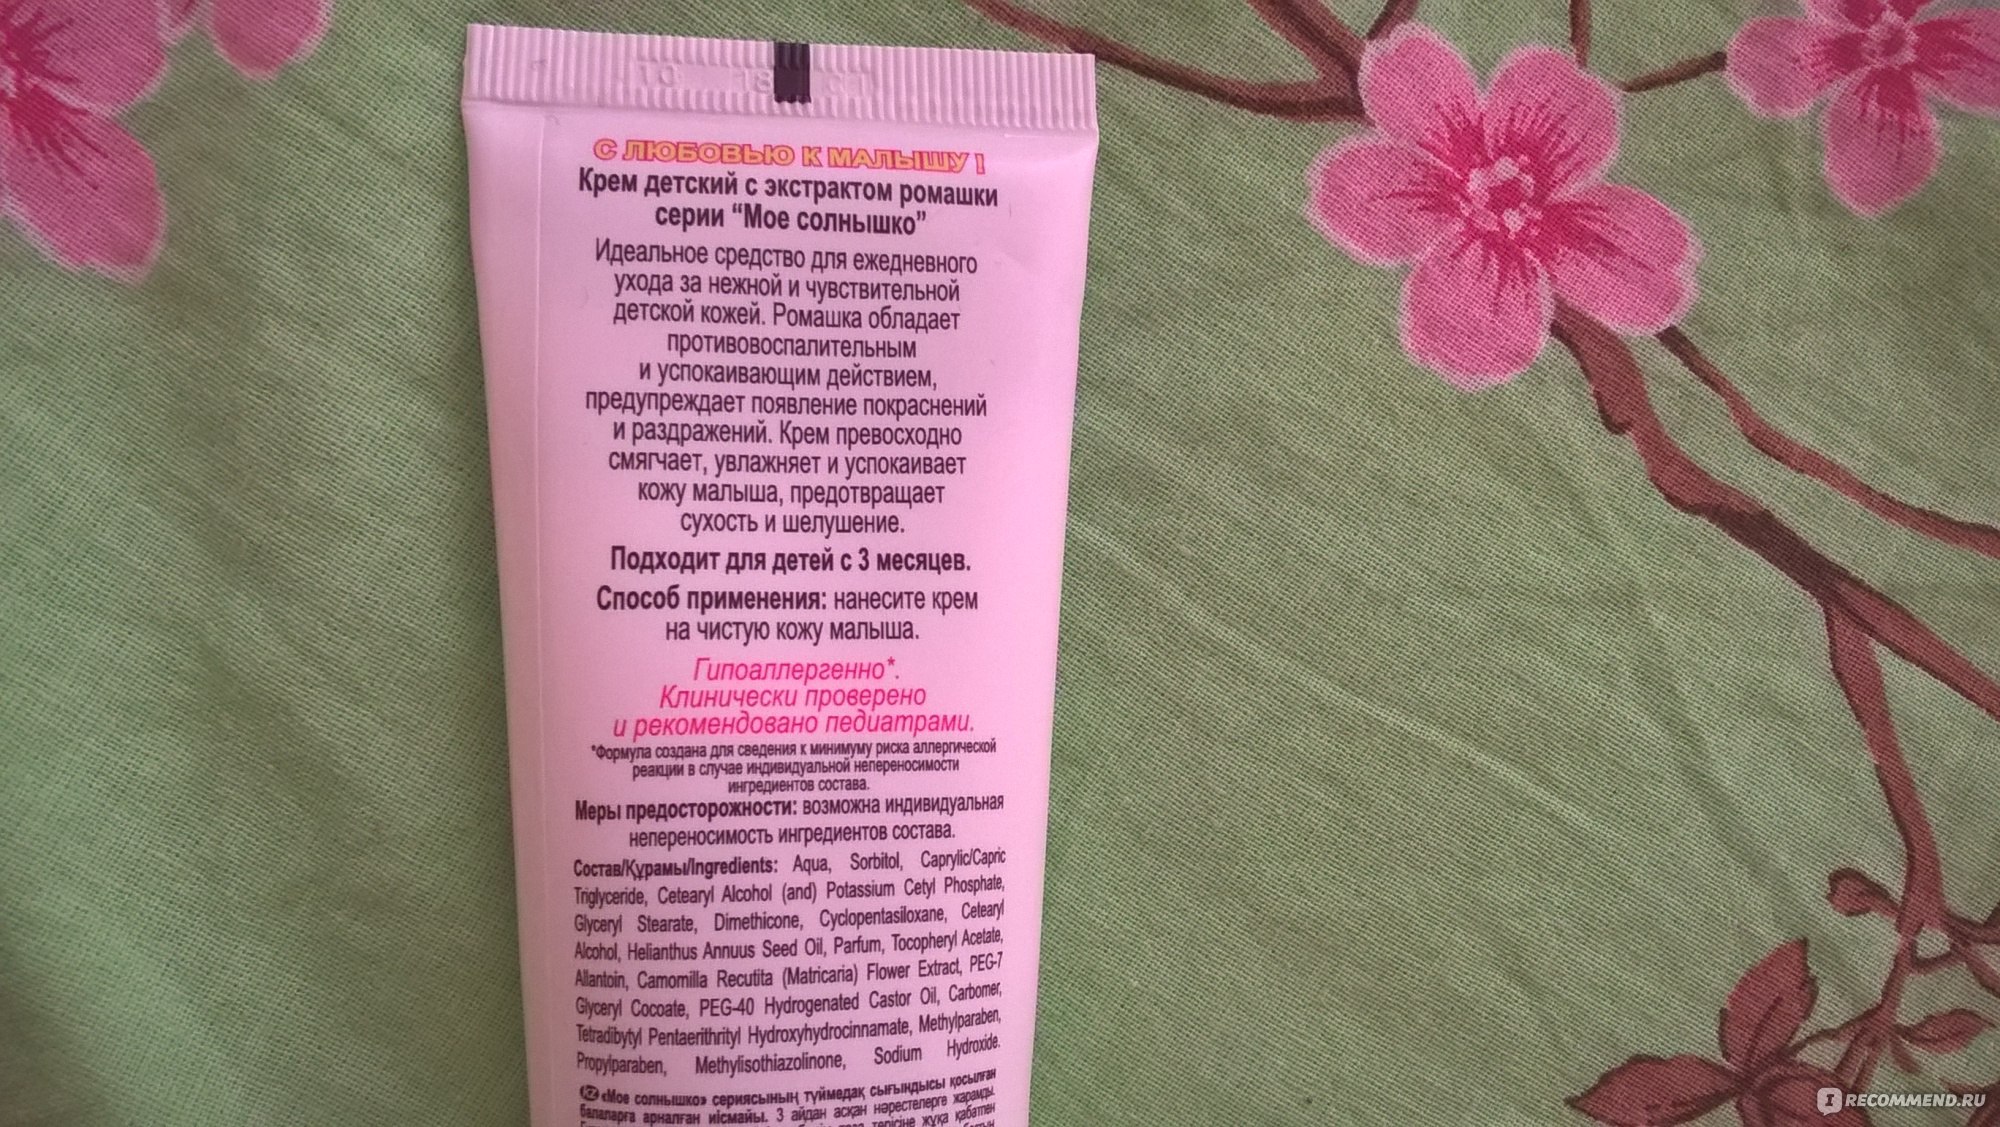 10 18 01
С ЛЮБОВЬЮ К МАЛЫШУ !
Крем детский с экстрактом ромашки
серии “Мое солнышко”
Идеальное средство для ежедневного
ухода за нежной и чувствительной
детской кожей. Ромашка обладает
противовоспалительным
и успокаивающим действием,
предупреждает появление покраснений
и раздражений. Крем превосходно
смягчает, увлажняет и успокаивает
кожу малыша, предотвращает
сухость и шелушение.
Подходит для детей с 3 месяцев.
Способ применения: нанесите крем
на чистую кожу малыша.
Гипоаллергенно*.
Клинически проверено
и рекомендовано педиатрами.
*Формула создана для сведения к минимуму риска аллергической
реакции в случае индивидуальной непереносимости
ингредиентов состава.
Меры предосторожности: возможна индивидуальная
непереносимость ингредиентов состава.
Состав/Құрамы/Ingredients: Aqua, Sorbitol, Caprylic/Capric
Triglyceride, Cetearyl Alcohol (and) Potassium Cetyl Phosphate,
Glyceryl Stearate, Dimethicone, Cyclopentasiloxane, Cetearyl
Alcohol, Helianthus Annuus Seed Oil, Parfum, Tocopheryl Acetate,
Allantoin, Camomilla Recutita (Matricaria) Flower Extract, PEG-7
Glyceryl Cocoate, PEG-40 Hydrogenated Castor Oil, Carbomer,
Tetradibytyl Pentaerithrityl Hydroxyhydrocinnamate, Methylparaben,
Propylparaben, Methylisothiazolinone, Sodium Hydroxide.
KZ «Мое солнышко» сериясының түймедақ сығындысы қосылған
балаларға арналған иісмайы. 3 айдан асқан нәрестелерге жарамды.
терісіне жұқа қабатпен
I RECOMMEND.RU